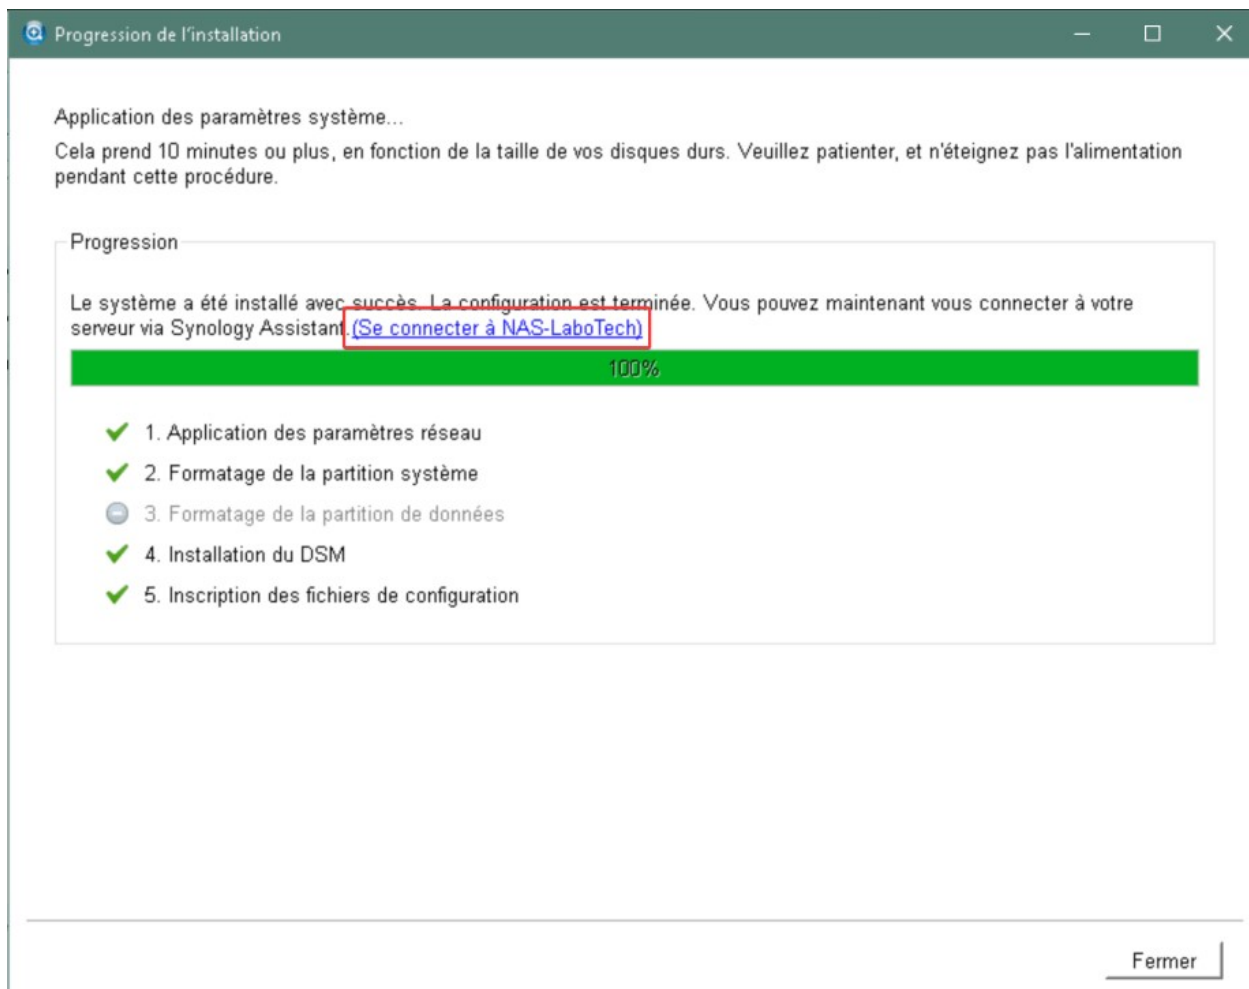 Progression de l'installation
Application des paramètres système...
Cela prend 10 minutes ou plus, en fonction de la taille de vos disques durs. Veuillez patienter, et n'éteignez pas l'alimentation
pendant cette procédure.
Progression
Le système a été installé avec succès. La configuration est terminée. Vous pouvez maintenant vous connecter à votre
serveur via Synology Assistant.(Se connecter à NAS-LaboTech)
100%
1. Application des paramètres réseau
2. Formatage de la partition système
3. Formatage de la partition de données
4. Installation du DSM
5. Inscription des fichiers de configuration
Fermer